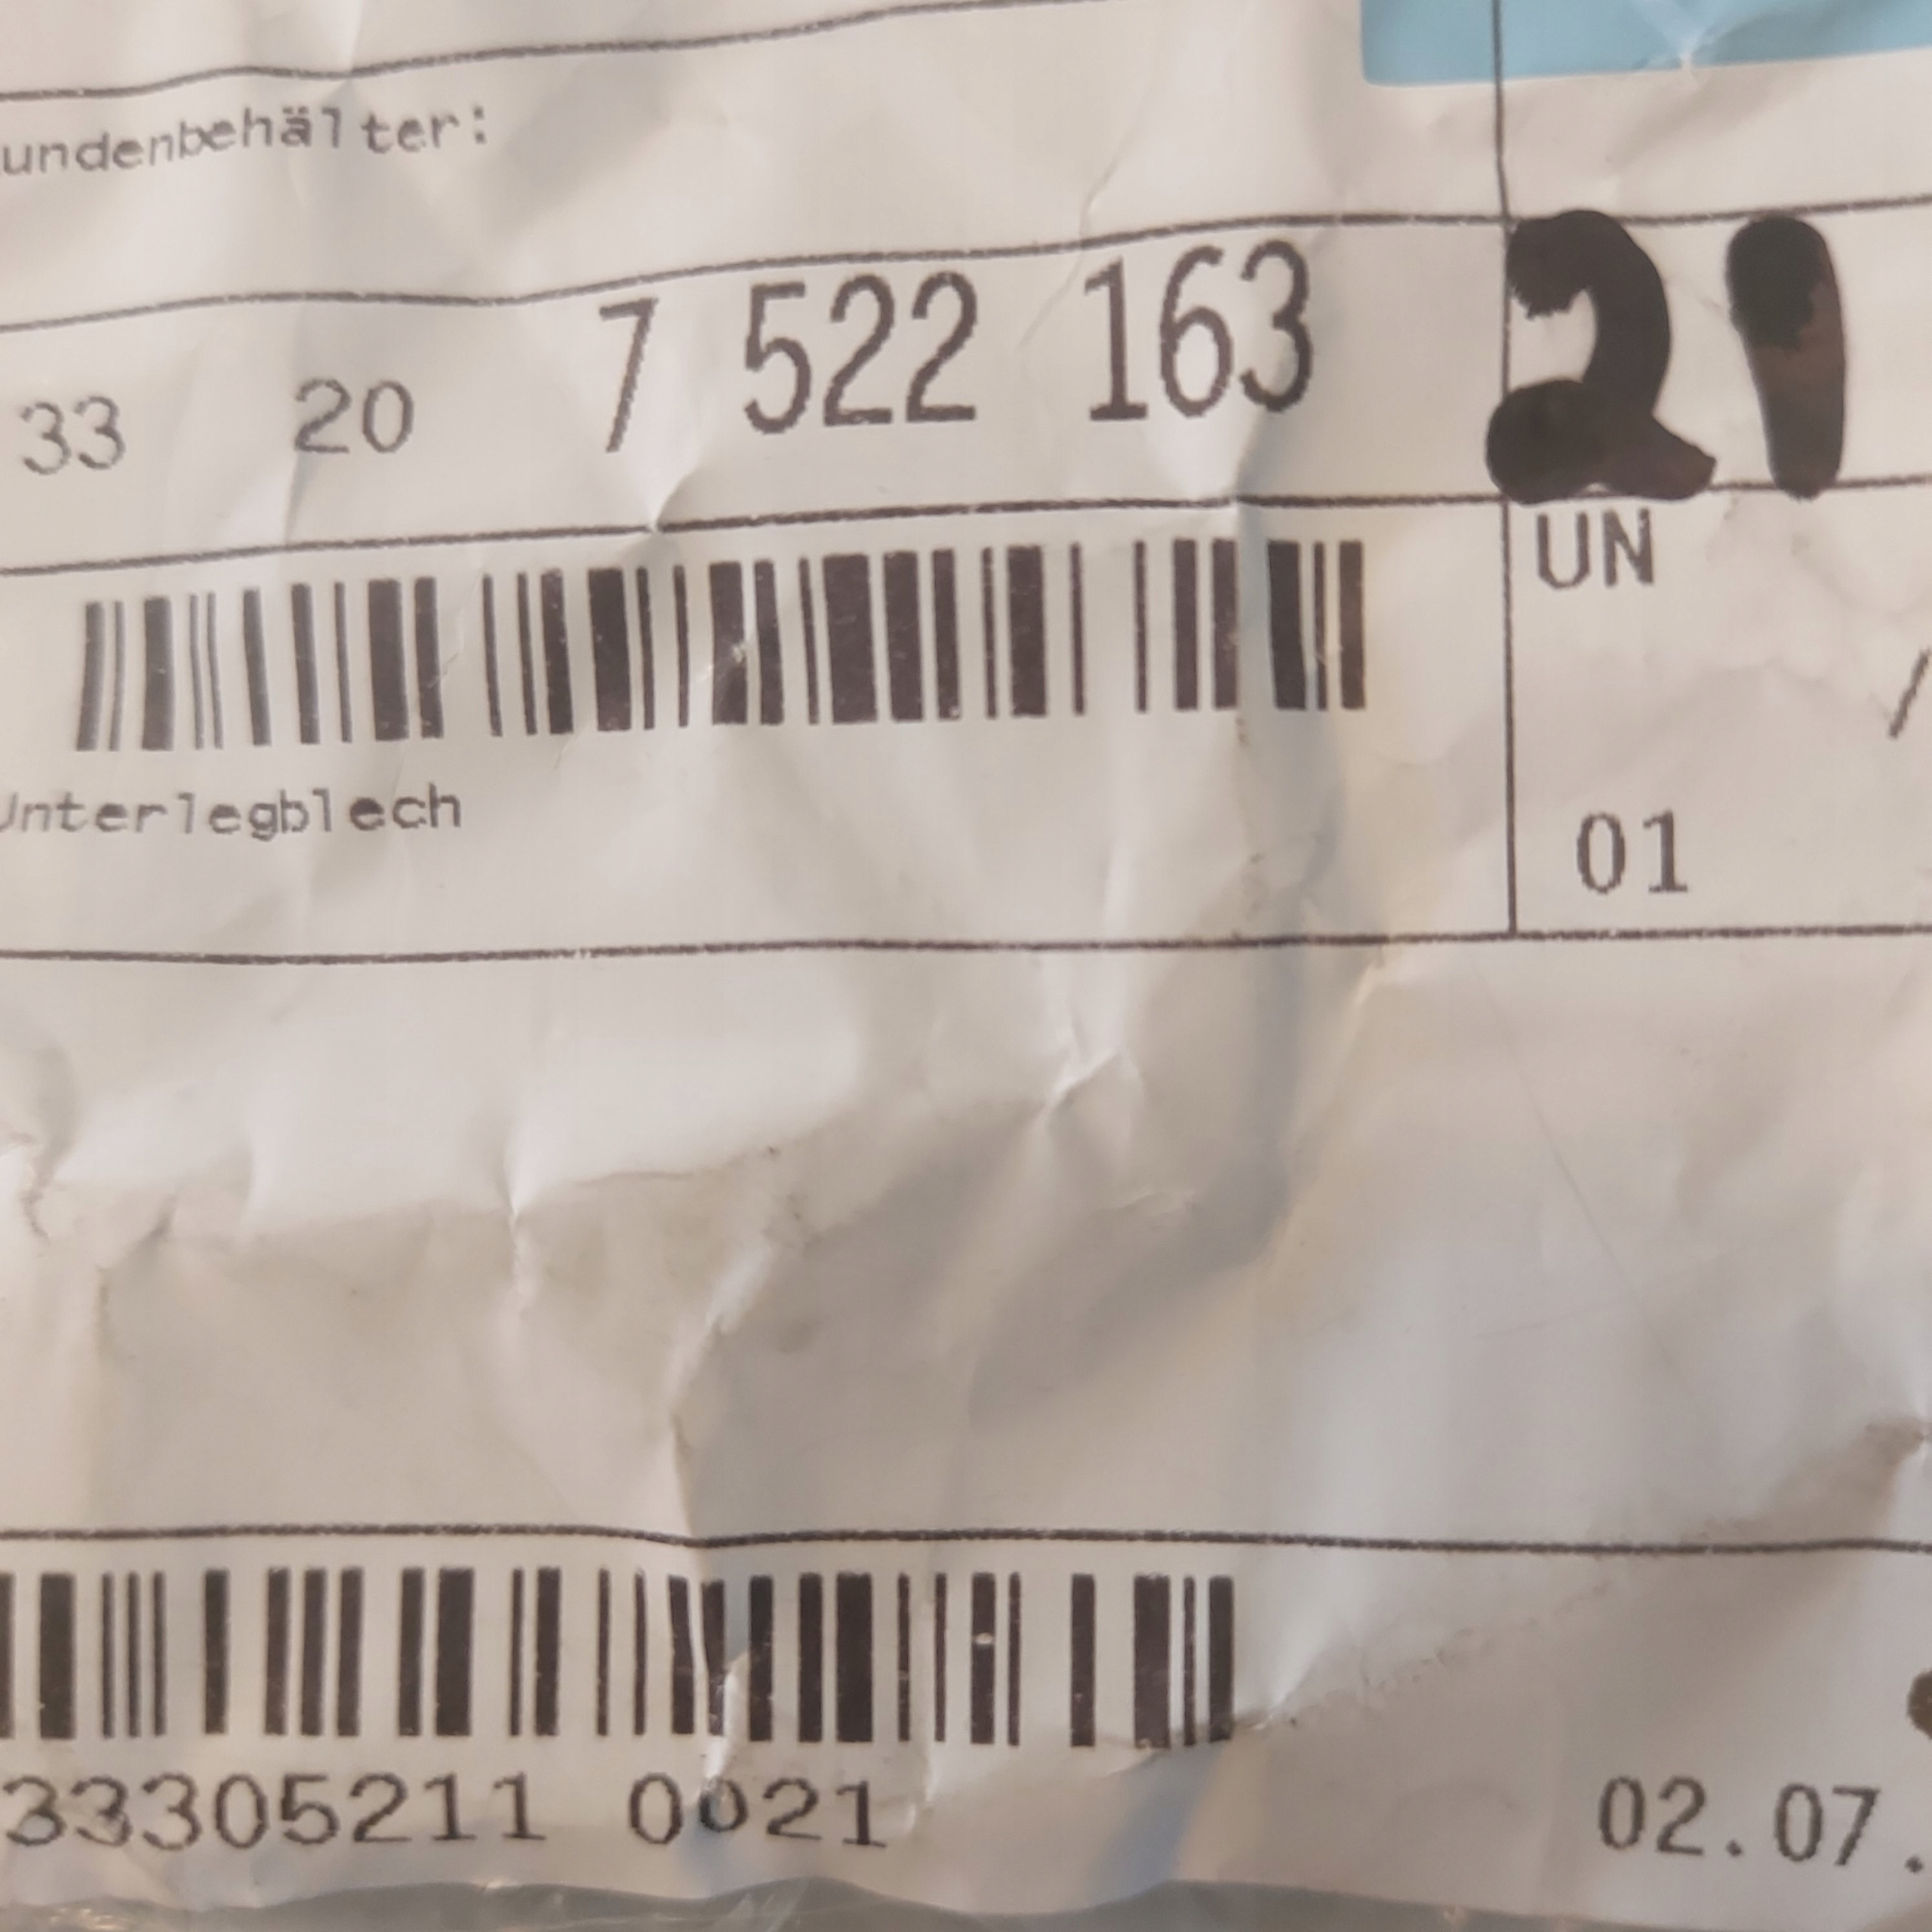 undenbehälter:
33 20 7 522 163 21
UN
/
Unterlegblech
01
33305211 0021
02.07.